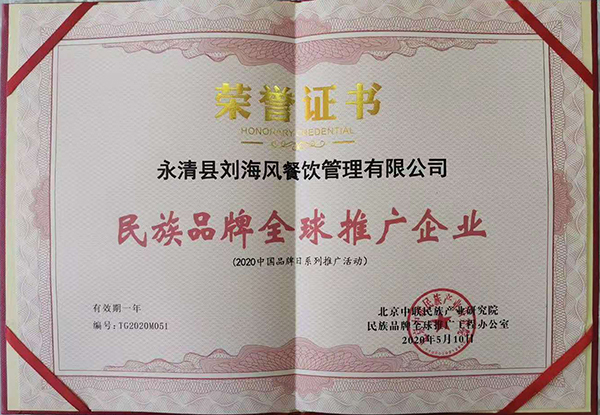 荣誉证书
HONORARY CREDENTIAL
永清县刘海风餐饮管理有限公司
民族品牌全球推广企业
(2020中国品牌日系列推广活动)
有效期一年
编号:TG2020M051
北京中联民族产业研究院
民族品牌全球推广工程办公室
2020年5月10日